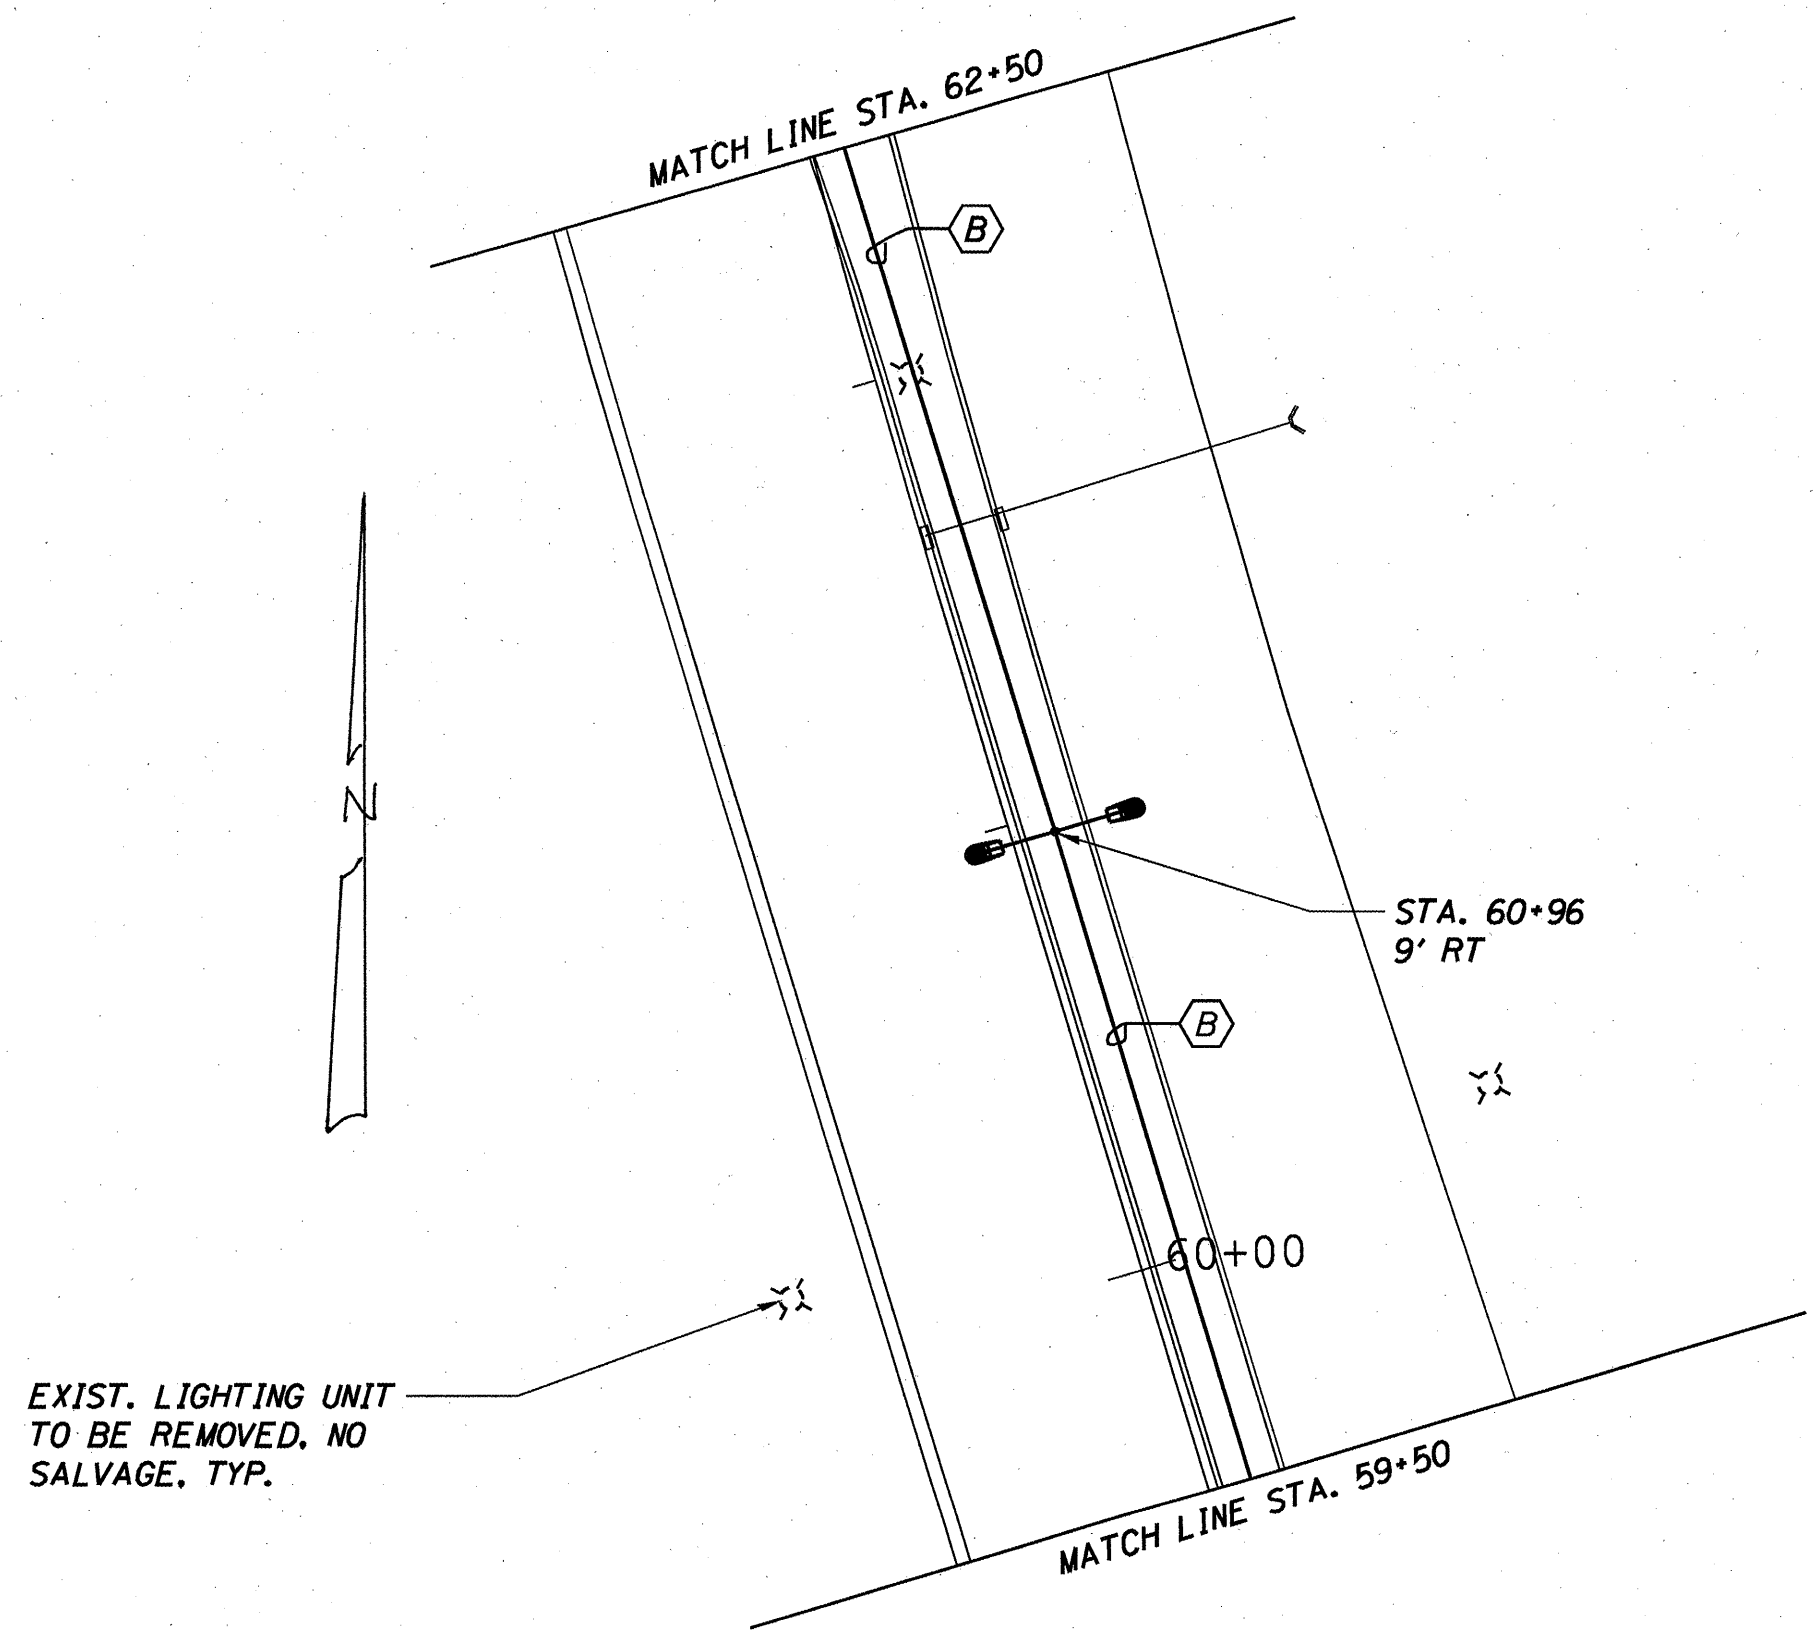 MATCH LINE STA. 62+50
B
N
STA. 60+96
9' RT
B
60+00
EXIST. LIGHTING UNIT
TO BE REMOVED, NO
SALVAGE, TYP.
MATCH LINE STA. 59+50